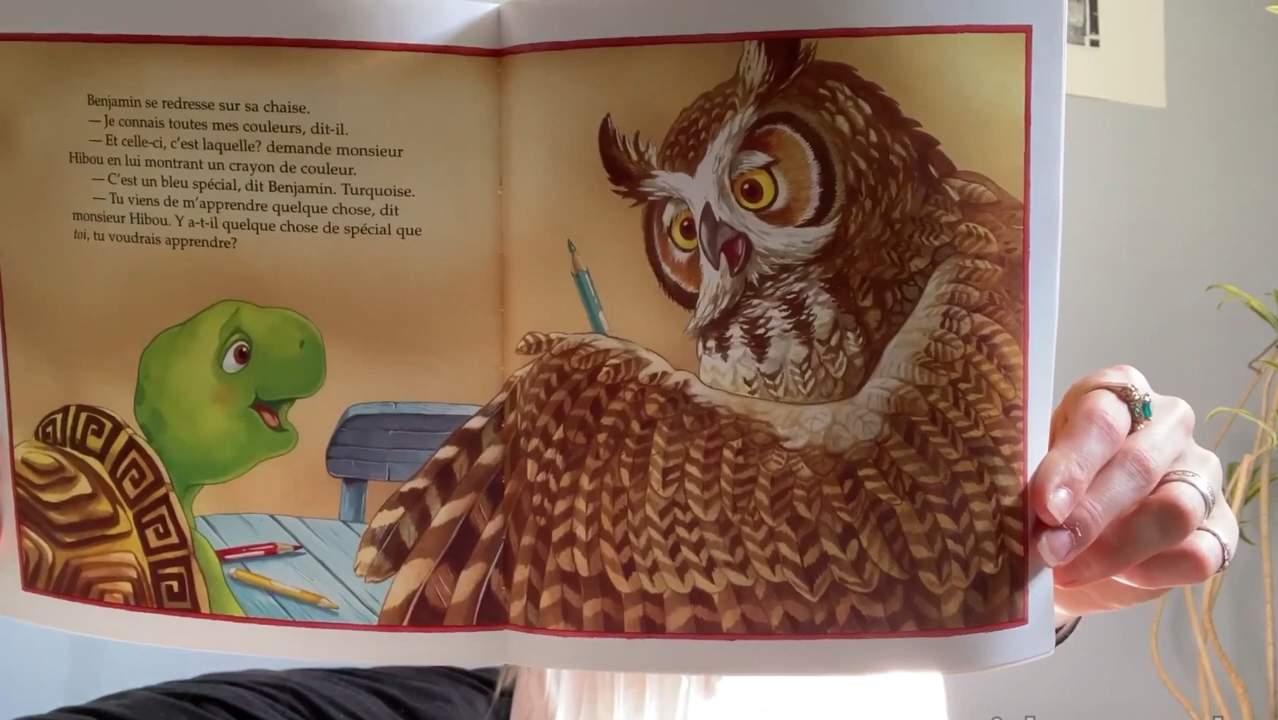 Benjamin se redresse sur sa chaise.
— Je connais toutes mes couleurs, dit-il.
— Et celle-ci, c'est laquelle? demande monsieur
Hibou en lui montrant un crayon de couleur.
— C'est un bleu spécial, dit Benjamin. Turquoise.
— Tu viens de m'apprendre quelque chose, dit
monsieur Hibou. Y a-t-il quelque chose de spécial que
toi, tu voudrais apprendre?